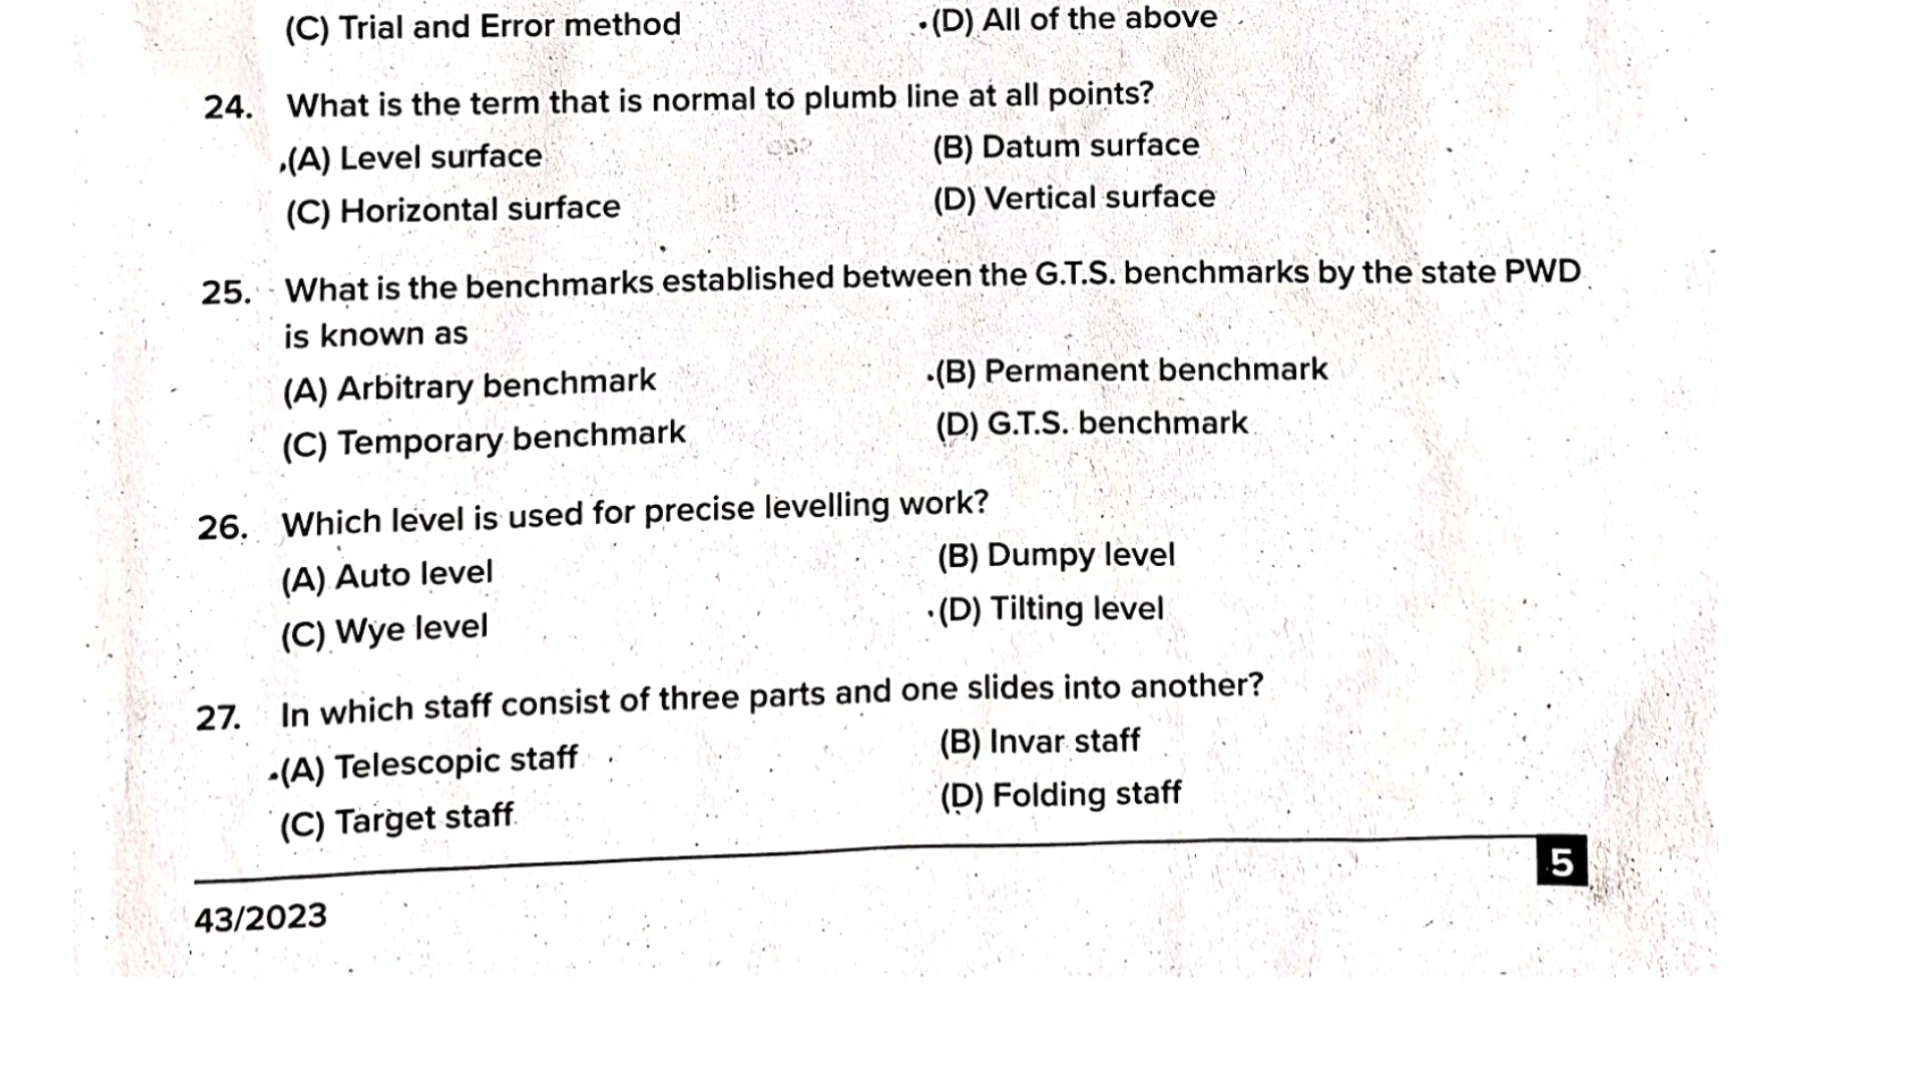 (C) Trial and Error method (D) All of the above
24. What is the term that is normal to plumb line at all points?
(A) Level surface (B) Datum surface
(C) Horizontal surface (D) Vertical surface
25. What is the benchmarks established between the G.T.S. benchmarks by the state PWD
is known as
(A) Arbitrary benchmark (B) Permanent benchmark
(C) Temporary benchmark (D) G.T.S. benchmark
26. Which level is used for precise levelling work?
(A) Auto level (B) Dumpy level
(C) Wye level (D) Tilting level
27. In which staff consist of three parts and one slides into another?
(A) Telescopic staff (B) Invar staff
(C) Target staff (D) Folding staff
5
43/2023